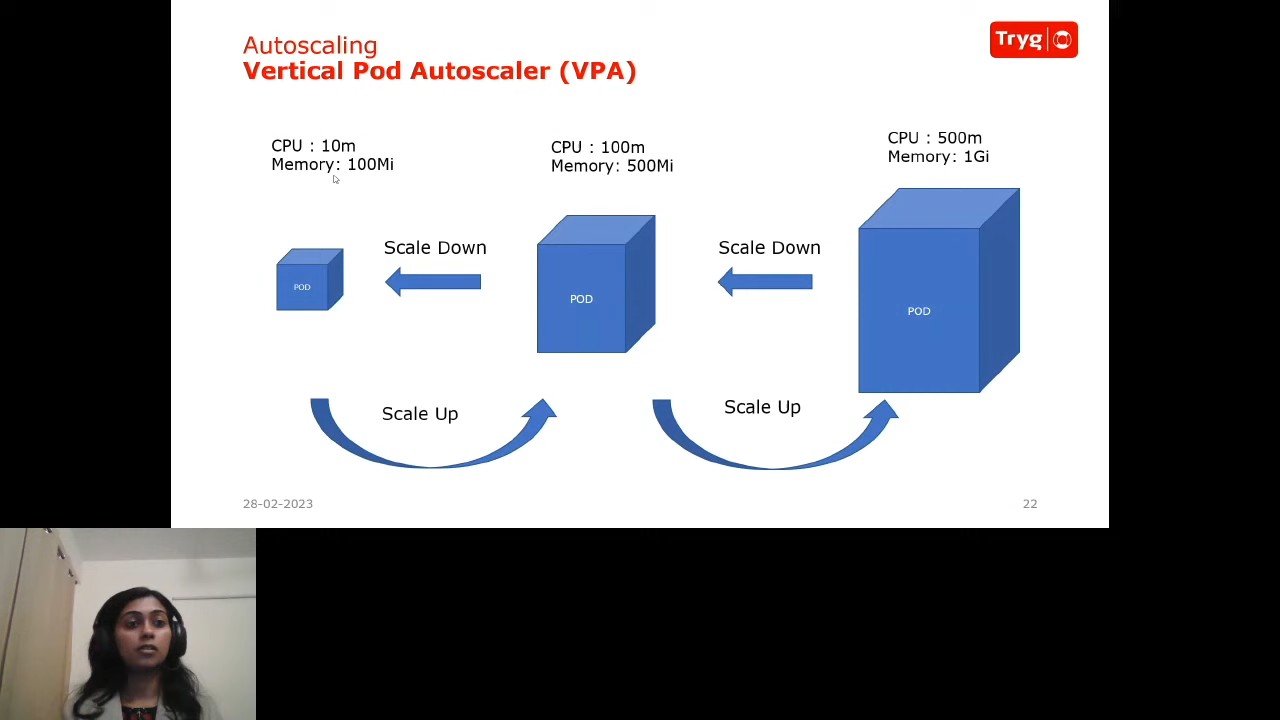 Autoscaling
Vertical Pod Autoscaler (VPA)
Tryg
CPU : 10m
Memory: 100Mi
CPU : 100m
Memory: 500Mi
CPU : 500m
Memory: 1Gi
Scale Down
Scale Down
POD
POD
POD
Scale Up
Scale Up
28-02-2023
22